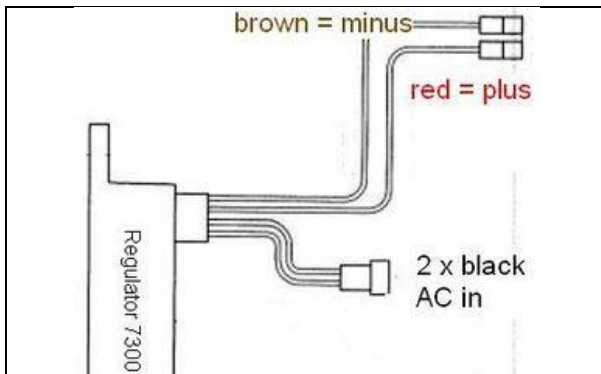 brown = minus
red = plus
2 x black
AC in
Regulator 7300